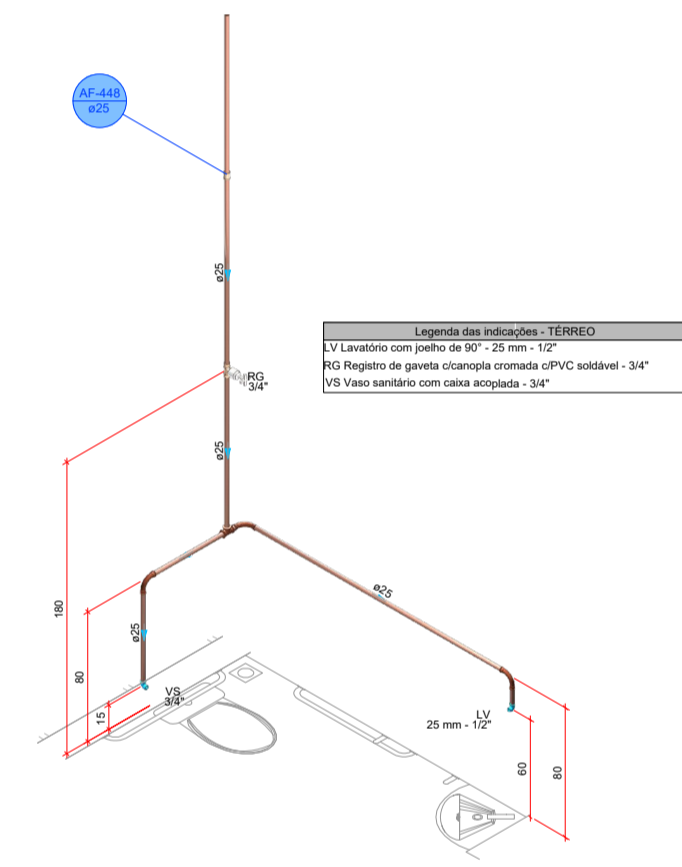 AF-448
ø25
ø25
RG
3/4"
ø25
Legenda das indicações - TÉRREO
LV Lavatório com joelho de 90° - 25 mm - 1/2"
RG Registro de gaveta c/canopla cromada c/PVC soldável - 3/4"
VS Vaso sanitário com caixa acoplada - 3/4"
ø25
ø25
180
80
15
VS
3/4"
LV
25 mm - 1/2"
60
80